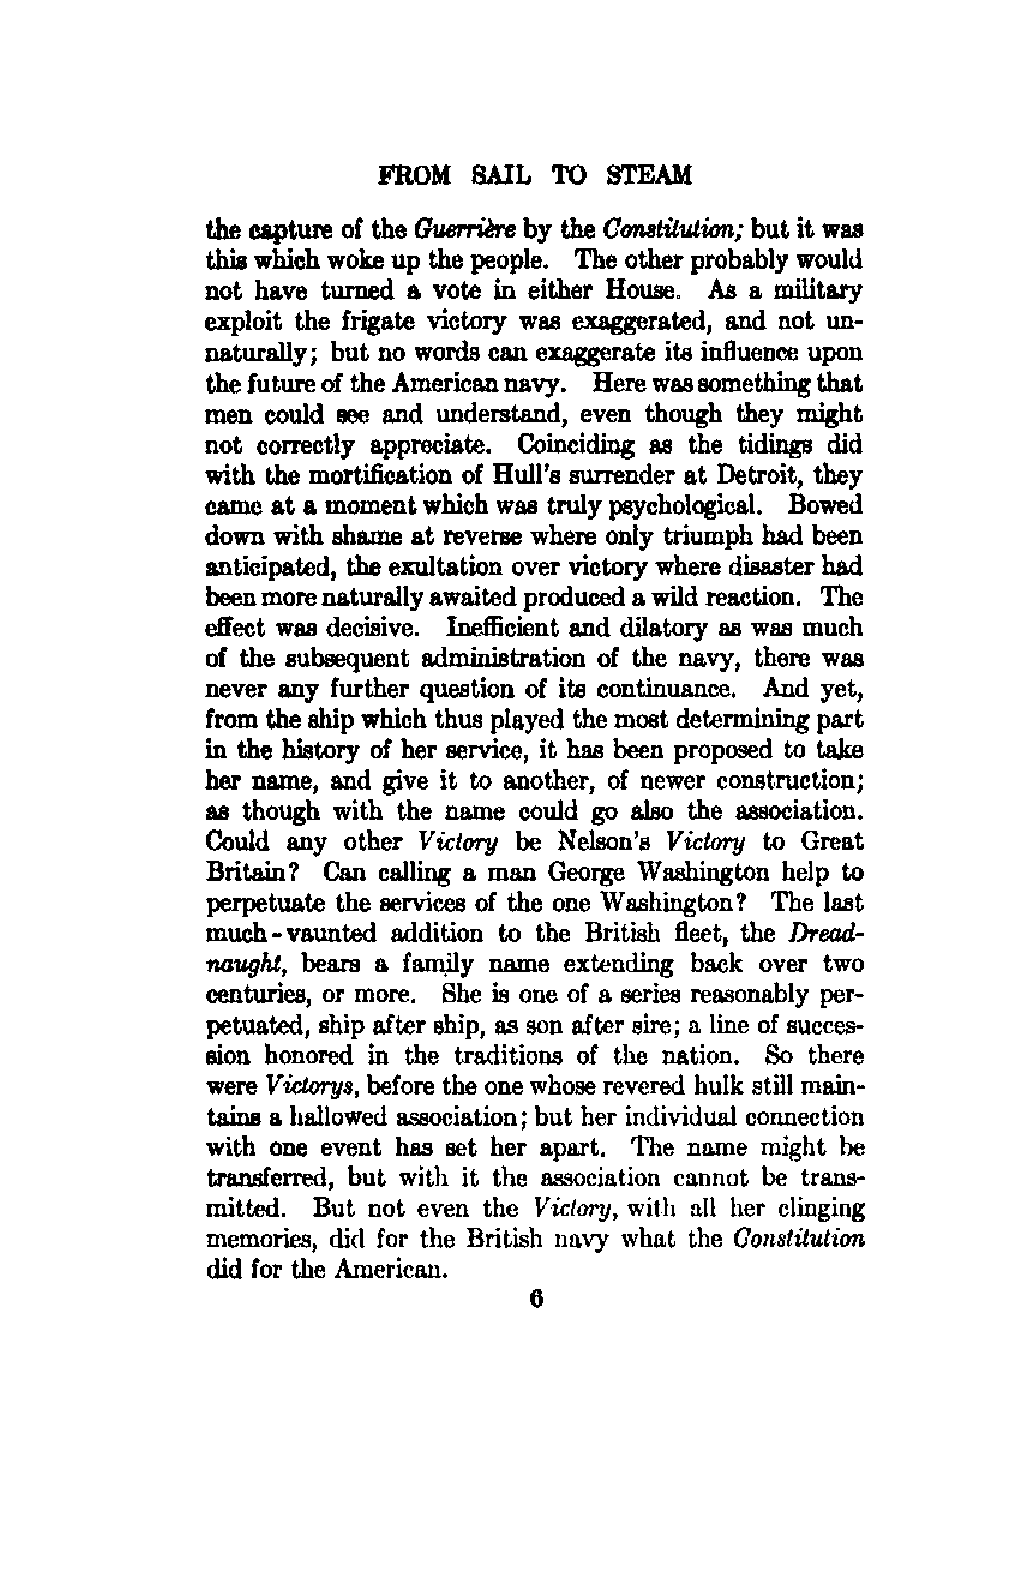 FROM SAIL TO STEAM
the capture of the Guerrière by the Constitution; but it was
this which woke up the people. The other probably would
not have turned a vote in either House. As a military
exploit the frigate victory was exaggerated, and not un-
naturally; but no words can exaggerate its influence upon
the future of the American navy. Here was something that
men could see and understand, even though they might
not correctly appreciate. Coinciding as the tidings did
with the mortification of Hull's surrender at Detroit, they
came at a moment which was truly psychological. Bowed
down with shame at reverse where only triumph had been
anticipated, the exultation over victory where disaster had
been more naturally awaited produced a wild reaction. The
effect was decisive. Inefficient and dilatory as was much
of the subsequent administration of the navy, there was
never any further question of its continuance. And yet,
from the ship which thus played the most determining part
in the history of her service, it has been proposed to take
her name, and give it to another, of newer construction;
as though with the name could go also the association.
Could any other Victory be Nelson's Victory to Great
Britain? Can calling a man George Washington help to
perpetuate the services of the one Washington? The last
much-vaunted addition to the British fleet, the Dread-
naught, bears a family name extending back over two
centuries, or more. She is one of a series reasonably per-
petuated, ship after ship, as son after sire; a line of succes-
sion honored in the traditions of the nation. So there
were Victorys, before the one whose revered hulk still main-
tains a hallowed association; but her individual connection
with one event has set her apart. The name might be
transferred, but with it the association cannot be trans-
mitted. But not even the Victory, with all her clinging
memories, did for the British navy what the Constitution
did for the American.
6